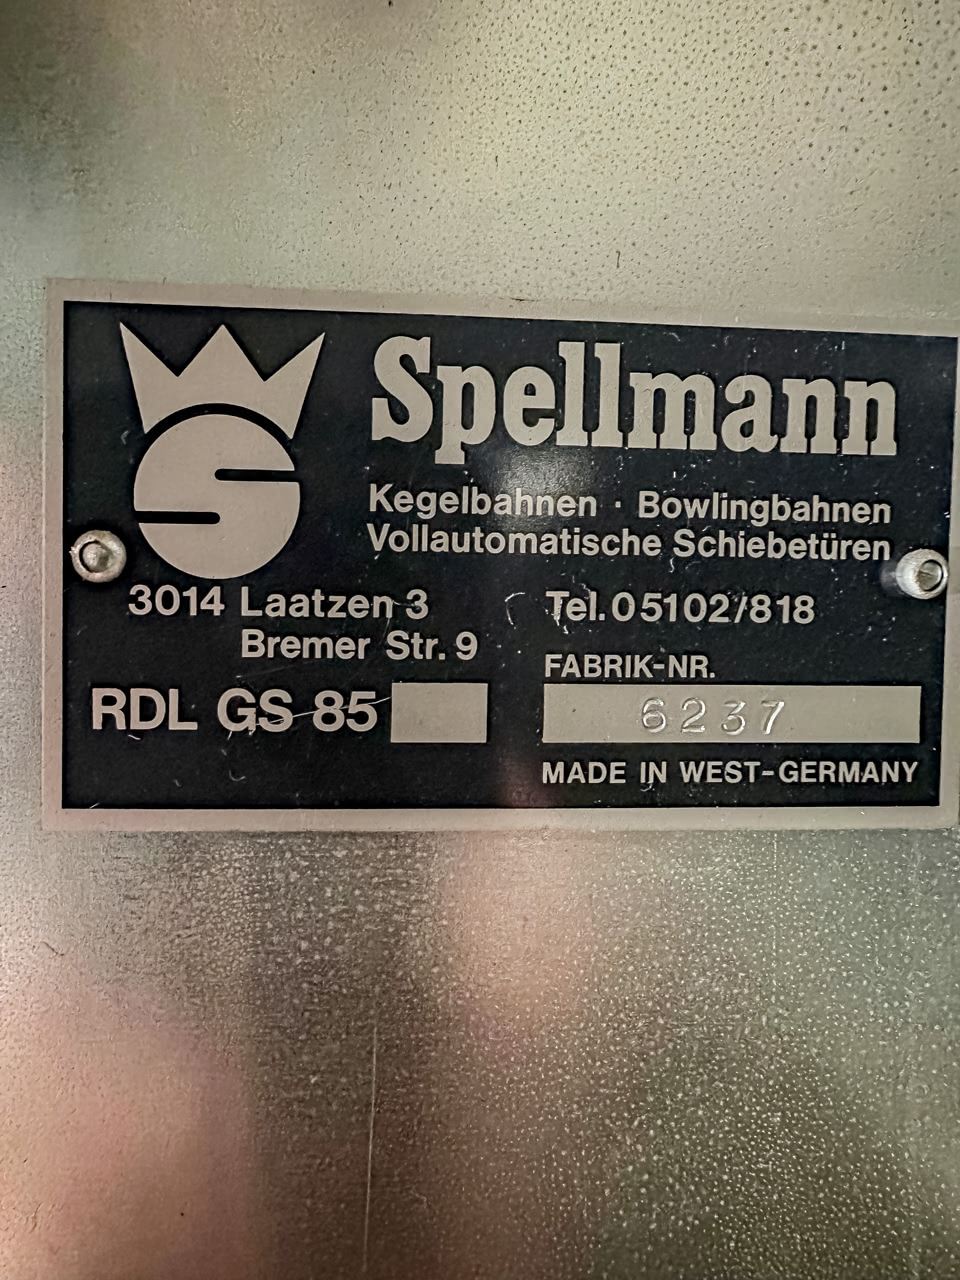 S
Spellmann
Kegelbahnen · Bowlingbahnen
Vollautomatische Schiebetüren
3014 Laatzen 3
Bremer Str. 9
Tel. 05102/818
FABRIK-NR.
RDL GS 85
6237
MADE IN WEST-GERMANY